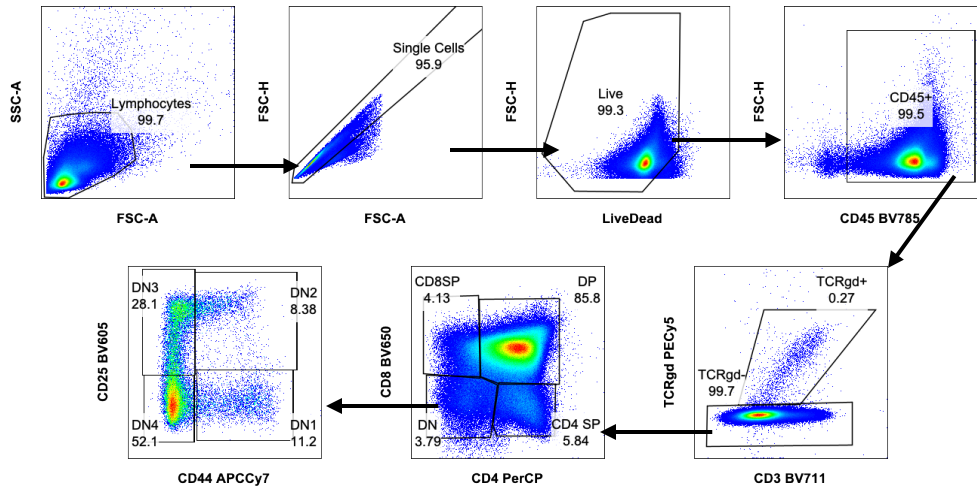 SSC-A
Lymphocytes
99.7
FSC-A
FSC-H
Single Cells
95.9
FSC-A
FSC-H
Live
99.3
LiveDead
FSC-H
CD45+
99.5
CD45 BV785
CD25 BV605
DN3
28.1
DN2
8.38
DN4
52.1
DN1
11.2
CD44 APCCy7
CD8 BV650
CD8SP
4.13
DP
85.8
DN
3.79
CD4 SP
5.84
CD4 PerCP
TCRgd PECy5
TCRgd+
0.27
TCRgd-
99.7
CD3 BV711